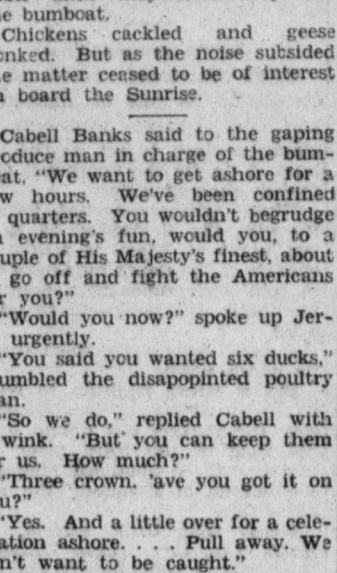 e bumboat.
Chickens cackled and geese
onked. But as the noise subsided
e matter ceased to be of interest
board the Sunrise.
Cabell Banks said to the gaping
oduce man in charge of the bum-
at. "We want to get ashore for a
w hours. We've been confined
quarters. You wouldn't begrudge
evening's fun, would you, to a
uple of His Majesty's finest, about
go off and fight the Americans
r you?"
"Would you now?" spoke up Jer-
urgently.
"You said you wanted six ducks,"
umbled the disapopinted poultry
an.
"So we do," replied Cabell with
wink. "But you can keep them
r us. How much?"
"Three crown. 'ave you got it on
u?"
"Yes. And a little over for a cele-
ation ashore. . . . Pull away. We
n't want to be caught."